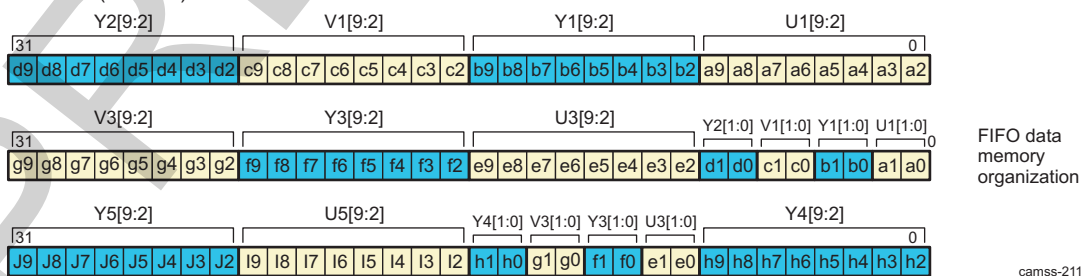 Y2[9:2] V1[9:2] Y1[9:2] U1[9:2]
31 0
d9 d8 d7 d6 d5 d4 d3 d2 c9 c8 c7 c6 c5 c4 c3 c2 b9 b8 b7 b6 b5 b4 b3 b2 a9 a8 a7 a6 a5 a4 a3 a2
V3[9:2] Y3[9:2] U3[9:2] Y2[1:0] V1[1:0] Y1[1:0] U1[1:0]
31 0
g9 g8 g7 g6 g5 g4 g3 g2 f9 f8 f7 f6 f5 f4 f3 f2 e9 e8 e7 e6 e5 e4 e3 e2 d1 d0 c1 c0 b1 b0 a1 a0
FIFO data
memory
organization
Y5[9:2] U5[9:2] Y4[1:0] V3[1:0] Y3[1:0] U3[1:0] Y4[9:2]
31 0
J9 J8 J7 J6 J5 J4 J3 J2 I9 I8 I7 I6 I5 I4 I3 I2 h1 h0 g1 g0 f1 f0 e1 e0 h9 h8 h7 h6 h5 h4 h3 h2
camss-211